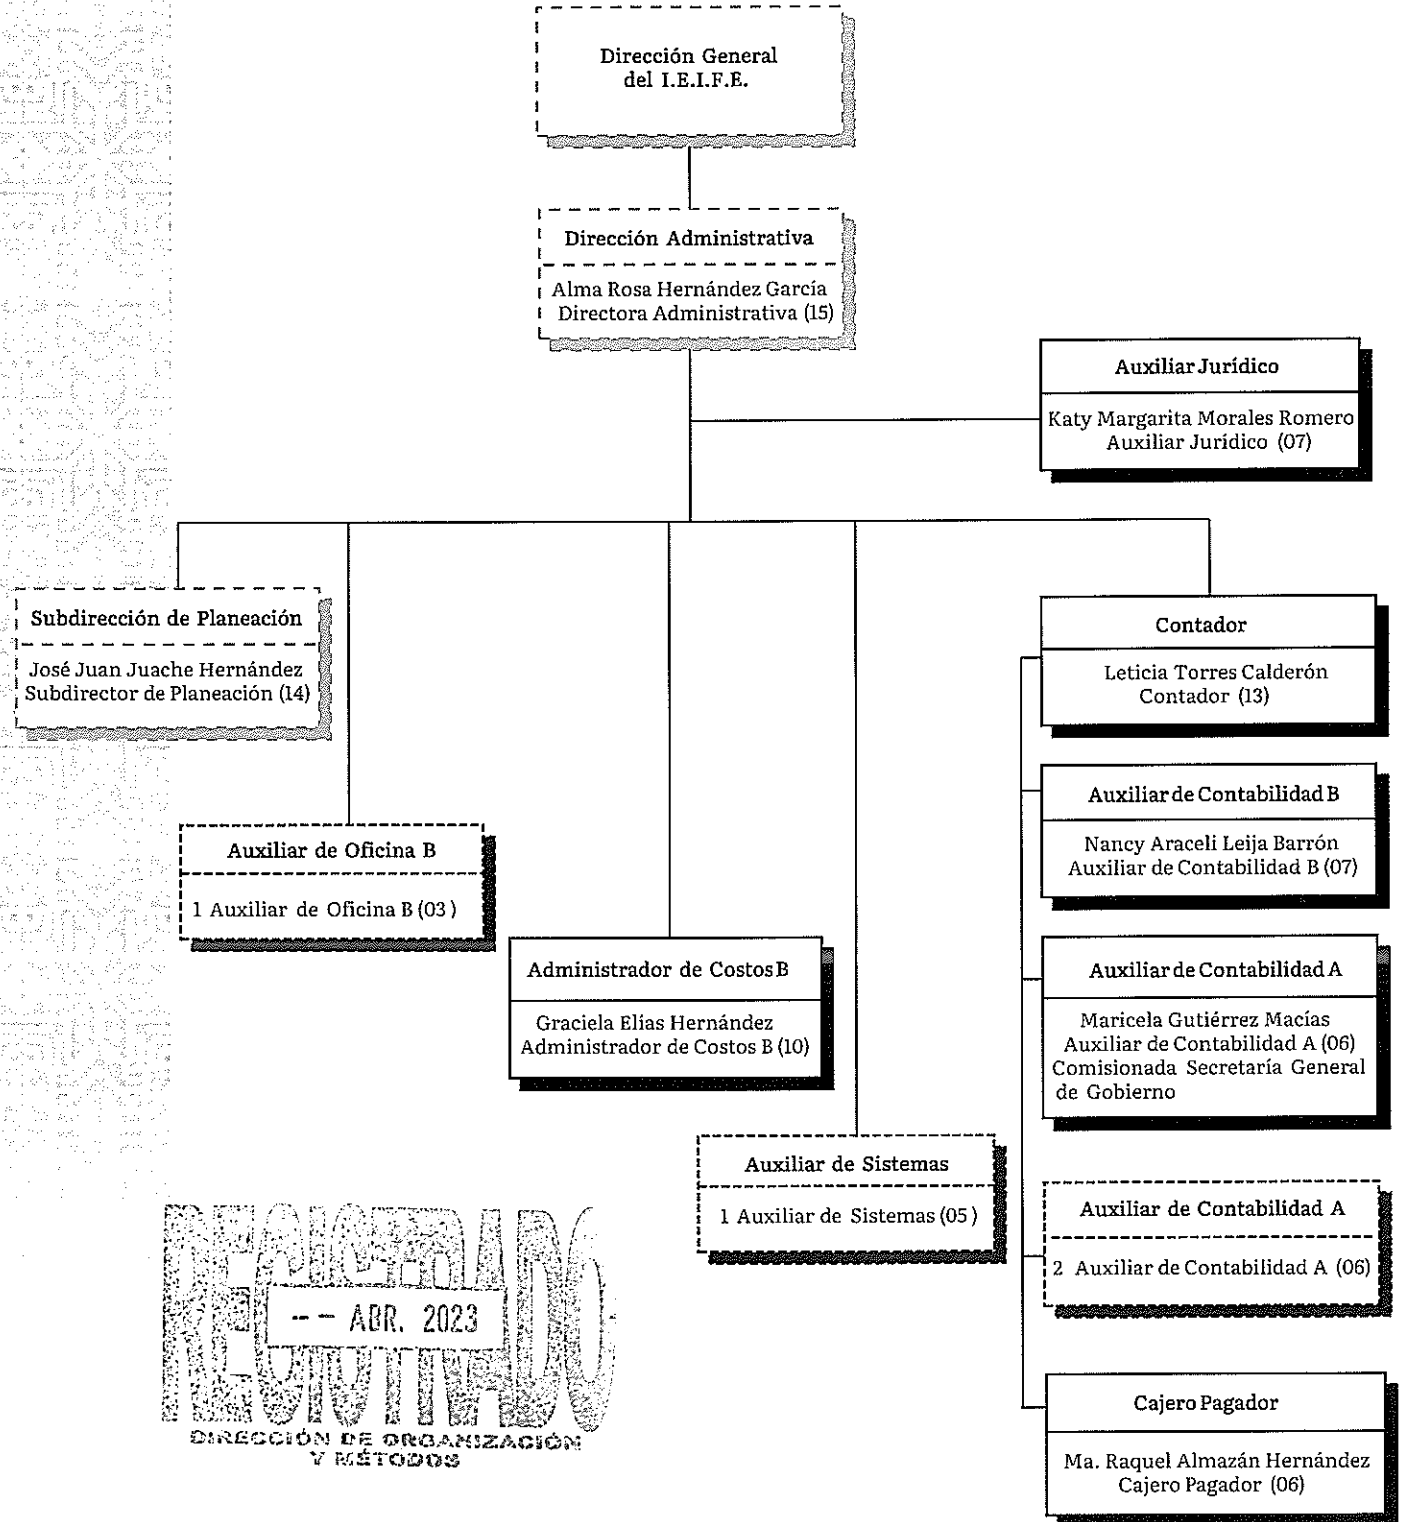 Dirección General
del I.E.I.F.E.
Dirección Administrativa
Alma Rosa Hernández García
Directora Administrativa (15)
Auxiliar Jurídico
Katy Margarita Morales Romero
Auxiliar Jurídico (07)
Subdirección de Planeación
José Juan Juache Hernández
Subdirector de Planeación (14)
Contador
Leticia Torres Calderón
Contador (13)
Auxiliar de Contabilidad B
Nancy Araceli Leija Barrón
Auxiliar de Contabilidad B (07)
Auxiliar de Oficina B
1 Auxiliar de Oficina B (03)
Administrador de Costos B
Graciela Elías Hernández
Administrador de Costos B (10)
Auxiliar de Contabilidad A
Maricela Gutiérrez Macías
Auxiliar de Contabilidad A (06)
Comisionada Secretaría General
de Gobierno
Auxiliar de Sistemas
1 Auxiliar de Sistemas (05)
Auxiliar de Contabilidad A
2 Auxiliar de Contabilidad A (06)
Cajero Pagador
Ma. Raquel Almazán Hernández
Cajero Pagador (06)
REGISTRADO
-- - ABR. 2023
DIRECCIÓN DE ORGANIZACIÓN
Y MÉTODOS